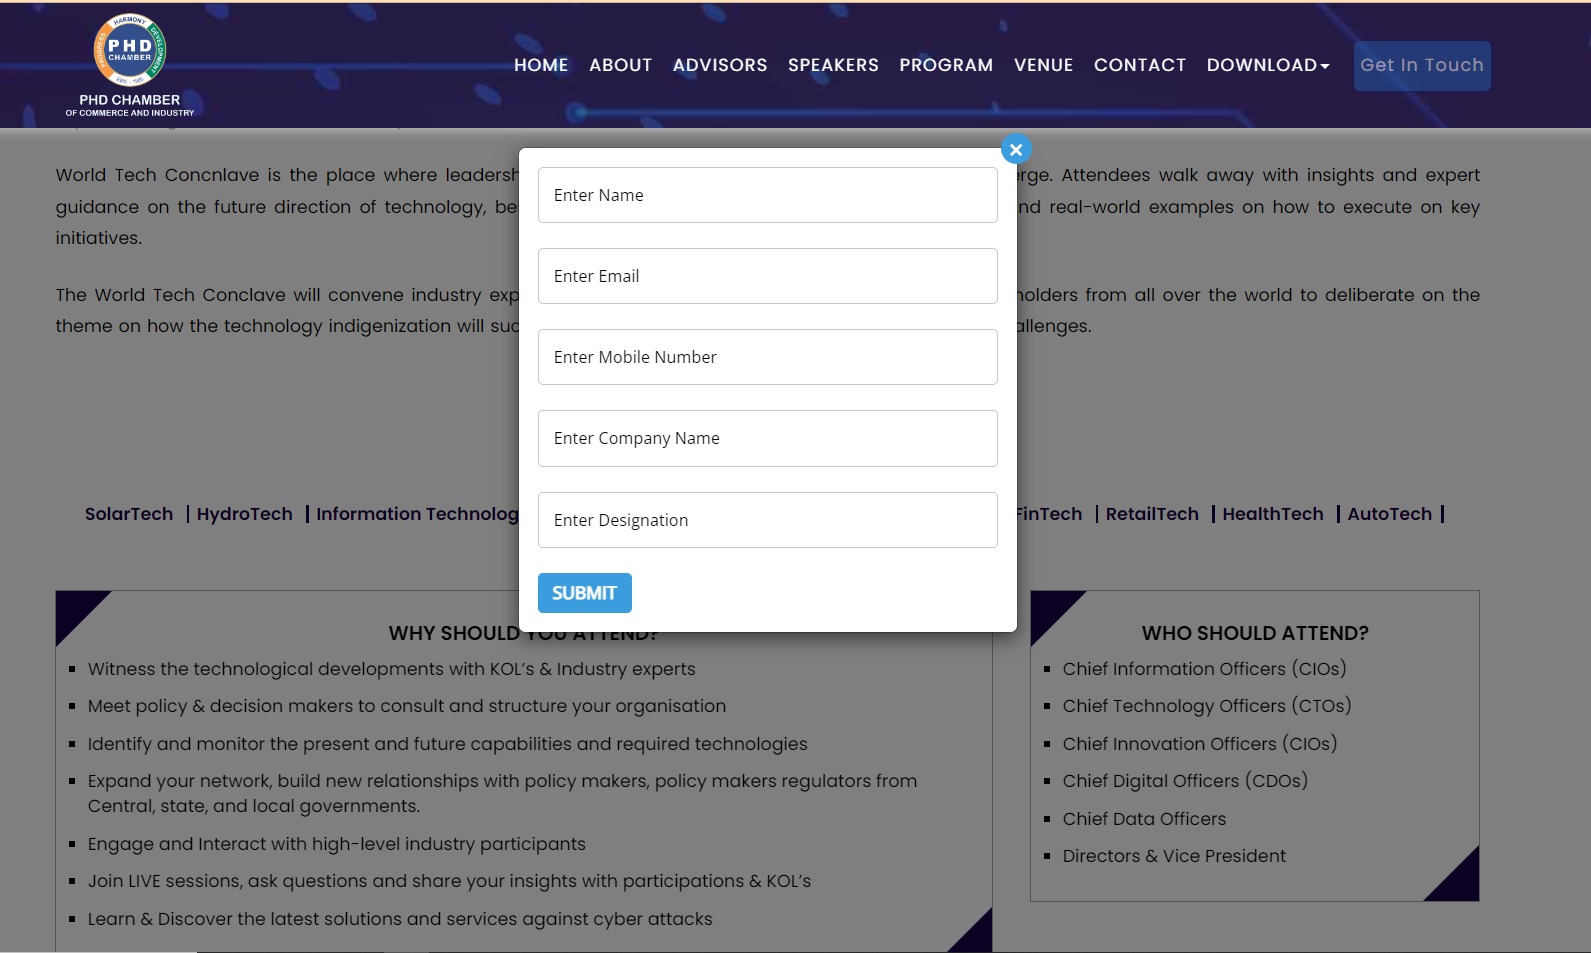 HARMONY
PROGRESS
DEVELOPMENT
PHD
CHAMBER
PHD CHAMBER
OF COMMERCE AND INDUSTRY
HOME ABOUT ADVISORS SPEAKERS PROGRAM VENUE CONTACT DOWNLOAD Get In Touch
World Tech Concnlave is the place where leadersh rge. Attendees walk away with insights and expert
guidance on the future direction of technology, be nd real-world examples on how to execute on key
initiatives.
The World Tech Conclave will convene industry exp holders from all over the world to deliberate on the
theme on how the technology indigenization will suc allenges.
Enter Name
Enter Email
Enter Mobile Number
Enter Company Name
Enter Designation
SUBMIT
SolarTech | HydroTech | Information Technolog FinTech | RetailTech | HealthTech | AutoTech |
WHY SHOULD YOU ATTEND?
Witness the technological developments with KOL's & Industry experts
Meet policy & decision makers to consult and structure your organisation
Identify and monitor the present and future capabilities and required technologies
Expand your network, build new relationships with policy makers, policy makers regulators from
Central, state, and local governments.
Engage and Interact with high-level industry participants
Join LIVE sessions, ask questions and share your insights with participations & KOL's
Learn & Discover the latest solutions and services against cyber attacks
WHO SHOULD ATTEND?
Chief Information Officers (CIOs)
Chief Technology Officers (CTOs)
Chief Innovation Officers (CIOs)
Chief Digital Officers (CDOs)
Chief Data Officers
Directors & Vice President